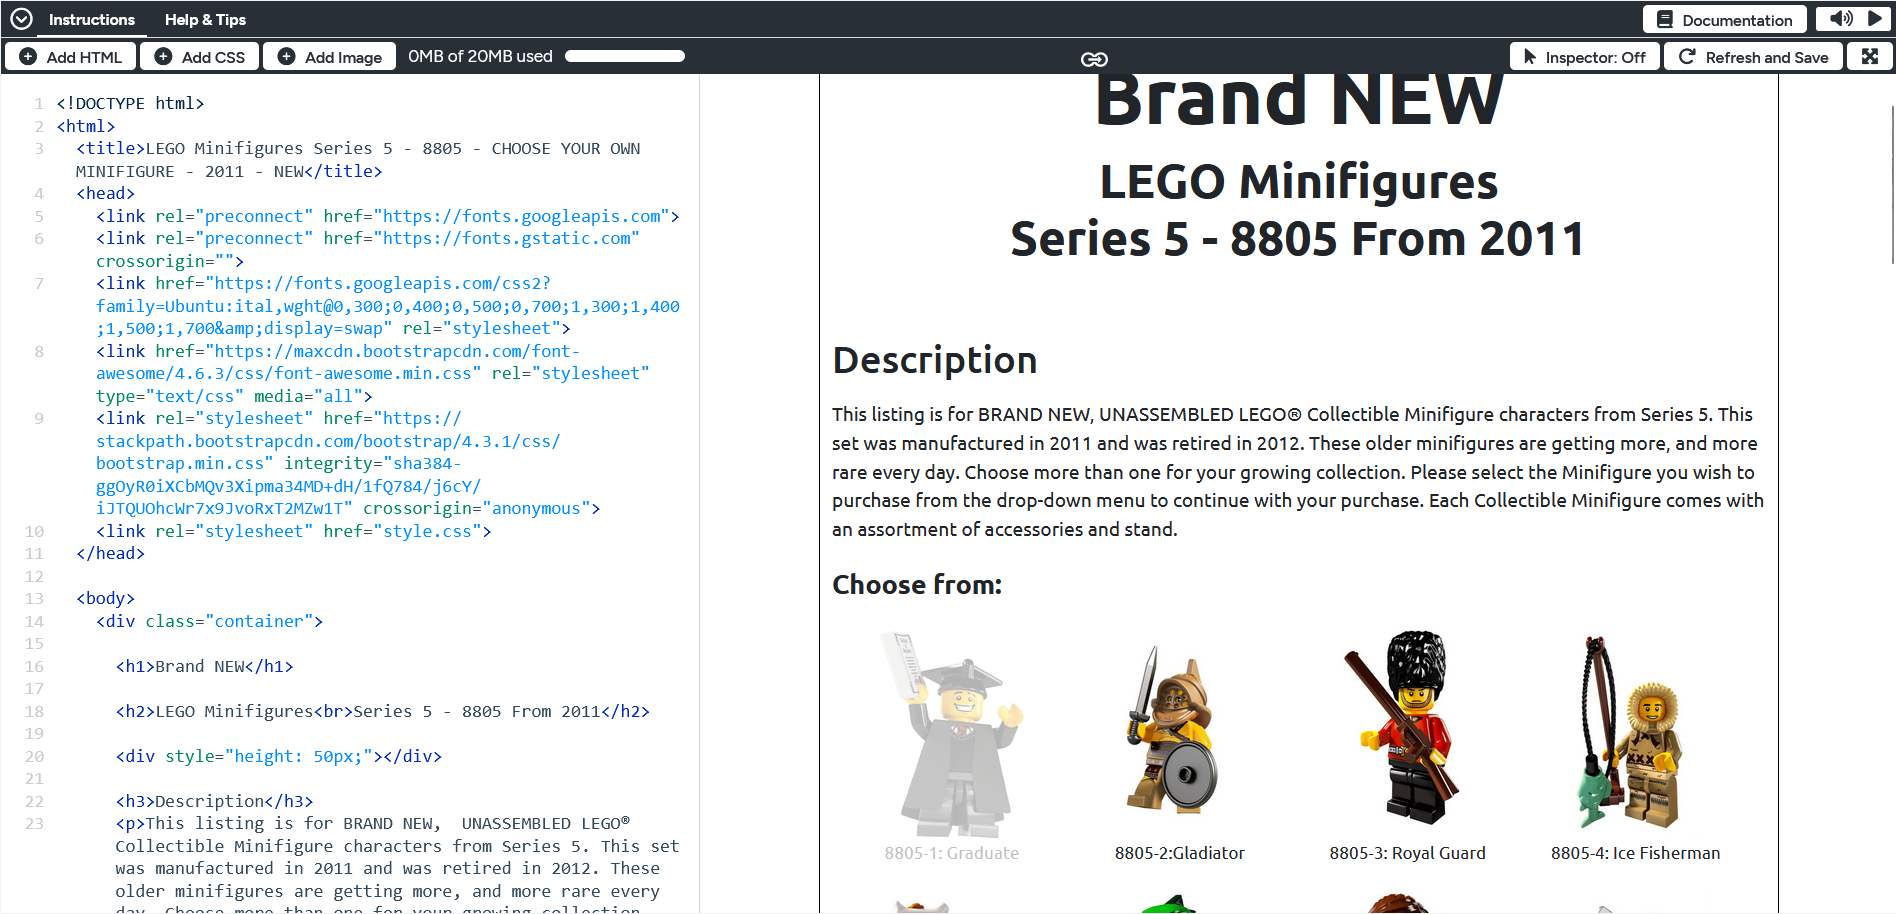 Instructions Help & Tips Documentation
Add HTML Add CSS Add Image 0MB of 20MB used Inspector: Off Refresh and Save
1 <!DOCTYPE html>
2 <html>
3 <title>LEGO Minifigures Series 5 - 8805 - CHOOSE YOUR OWN
MINIFIGURE - 2011 - NEW</title>
4 <head>
5 <link rel="preconnect" href="https://fonts.googleapis.com">
6 <link rel="preconnect" href="https://fonts.gstatic.com"
crossorigin="">
7 <link href="https://fonts.googleapis.com/css2?
family=Ubuntu:ital,wght@0,300;0,400;0,500;0,700;1,300;1,400
;1,500;1,700&amp;display=swap" rel="stylesheet">
8 <link href="https://maxcdn.bootstrapcdn.com/font-
awesome/4.6.3/css/font-awesome.min.css" rel="stylesheet"
type="text/css" media="all">
9 <link rel="stylesheet" href="https://
stackpath.bootstrapcdn.com/bootstrap/4.3.1/css/
bootstrap.min.css" integrity="sha384-
ggOyR0iXCbMQv3Xipma34MD+dH/1fQ784/j6cY/
iJTQUOhcWr7x9JvoRxT2MZw1T" crossorigin="anonymous">
10 <link rel="stylesheet" href="style.css">
11 </head>
12
13 <body>
14 <div class="container">
15
16 <h1>Brand NEW</h1>
17
18 <h2>LEGO Minifigures<br>Series 5 - 8805 From 2011</h2>
19
20 <div style="height: 50px;"></div>
21
22 <h3>Description</h3>
23 <p>This listing is for BRAND NEW,  UNASSEMBLED LEGO®
Collectible Minifigure characters from Series 5. This set
was manufactured in 2011 and was retired in 2012. These
older minifigures are getting more, and more rare every
day. Choose more than one for your growing collection.
Brand NEW
LEGO Minifigures
Series 5 - 8805 From 2011
Description
This listing is for BRAND NEW, UNASSEMBLED LEGO® Collectible Minifigure characters from Series 5. This
set was manufactured in 2011 and was retired in 2012. These older minifigures are getting more, and more
rare every day. Choose more than one for your growing collection. Please select the Minifigure you wish to
purchase from the drop-down menu to continue with your purchase. Each Collectible Minifigure comes with
an assortment of accessories and stand.
Choose from:
8805-1: Graduate 8805-2:Gladiator 8805-3: Royal Guard 8805-4: Ice Fisherman